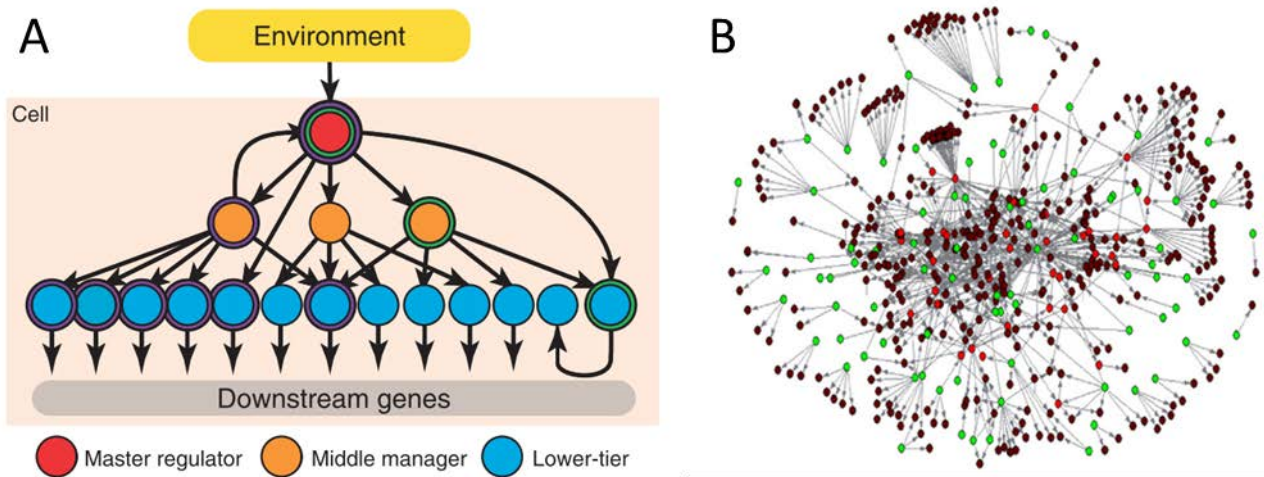 A
Environment
Cell
Downstream genes
Master regulator
Middle manager
Lower-tier
B